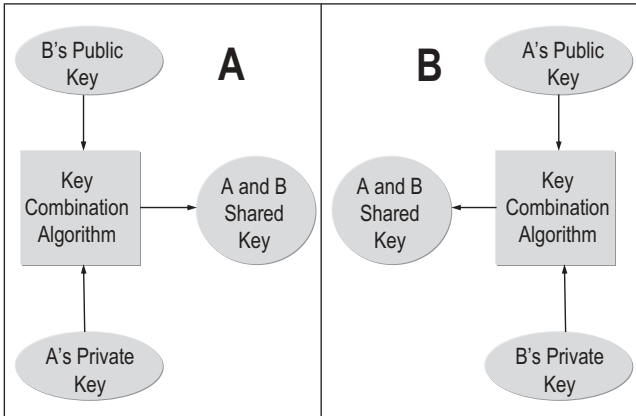 B's Public
Key
A
Key
Combination
Algorithm
A and B
Shared
Key
A's Private
Key
B
A's Public
Key
A and B
Shared
Key
Key
Combination
Algorithm
B's Private
Key